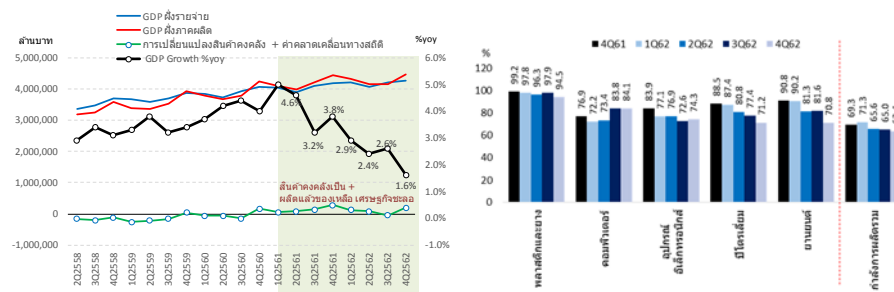 GDP ฝั่งรายจ่าย
GDP ฝั่งภาคผลิต
การเปลี่ยนแปลงสินค้าคงคลัง + ค่าคลาดเคลื่อนทางสถิติ
GDP Growth %yoy
ล้านบาท
%yoy
5,000,000
4,000,000
3,000,000
2,000,000
1,000,000
0
-1,000,000
6.0%
5.0%
4.0%
3.0%
2.0%
1.0%
0.0%
-1.0%
4.6%
3.2%
3.8%
2.9%
2.4%
2.6%
1.6%
สินค้าคงคลังเป็น +
ผลิตแล้วของเหลือ เศรษฐกิจชะลอ
2Q2558
3Q2558
4Q2558
1Q2559
2Q2559
3Q2559
4Q2559
1Q2560
2Q2560
3Q2560
4Q2560
1Q2561
2Q2561
3Q2561
4Q2561
1Q2562
2Q2562
3Q2562
4Q2562
4Q61 1Q62 2Q62 3Q62 4Q62
%
120
100
80
60
40
20
0
99.2 97.8 96.3 97.9 94.5
76.9 72.2 73.4 83.8 84.1
83.9 77.1 76.9 72.6 74.3
88.5 87.4 80.8 77.4 71.2
90.8 90.2 81.3 81.6 70.8
69.3 71.3 65.6 65.0
พลาสติกและยาง
คอมพิวเตอร์
อุปกรณ์
อิเล็กทรอนิกส์
ปิโตรเลี่ยม
ยานยนต์
กำลังการผลิตรวม